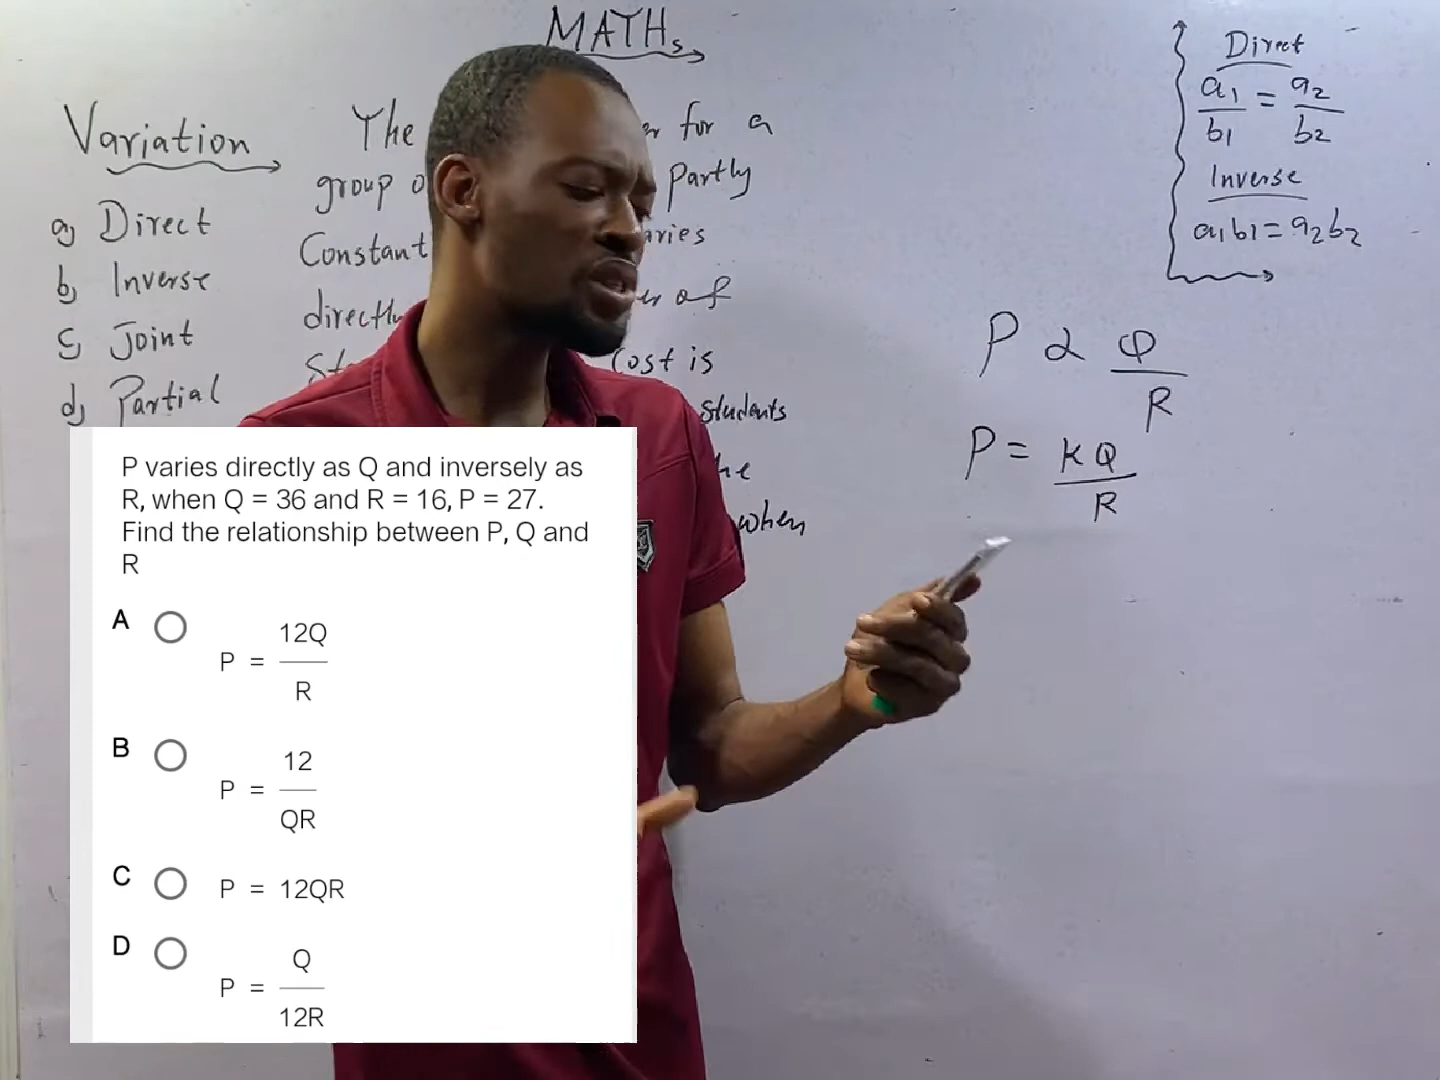 MATHs
Variation
a) Direct
b) Inverse
c) Joint
d) Partial
The for a
group Partly
Constant
directly of
Cost is
Students
when
Direct
a1/b1 = a2/b2
Inverse
a1b1 = a2b2
P ∝ Q/R
P = kQ/R
P varies directly as Q and inversely as
R, when Q = 36 and R = 16, P = 27.
Find the relationship between P, Q and
R
A P = 12Q/R
B P = 12/QR
C P = 12QR
D P = Q/12R